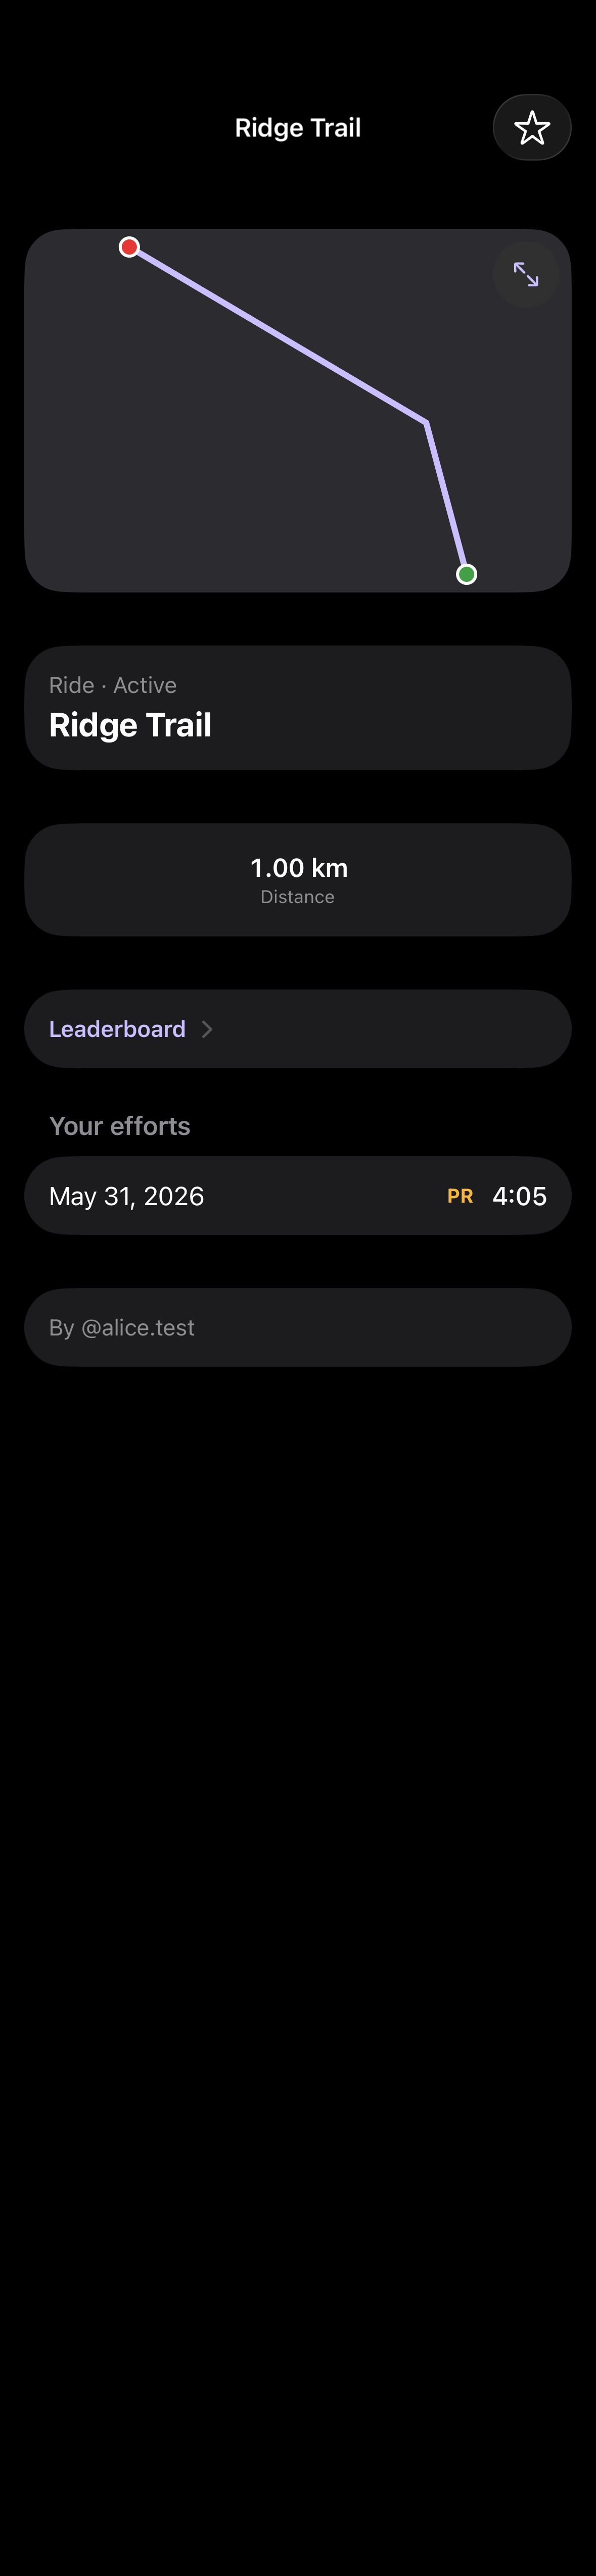 Ridge Trail
Ride · Active
Ridge Trail
1.00 km
Distance
Leaderboard
Your efforts
May 31, 2026 PR 4:05
By @alice.test